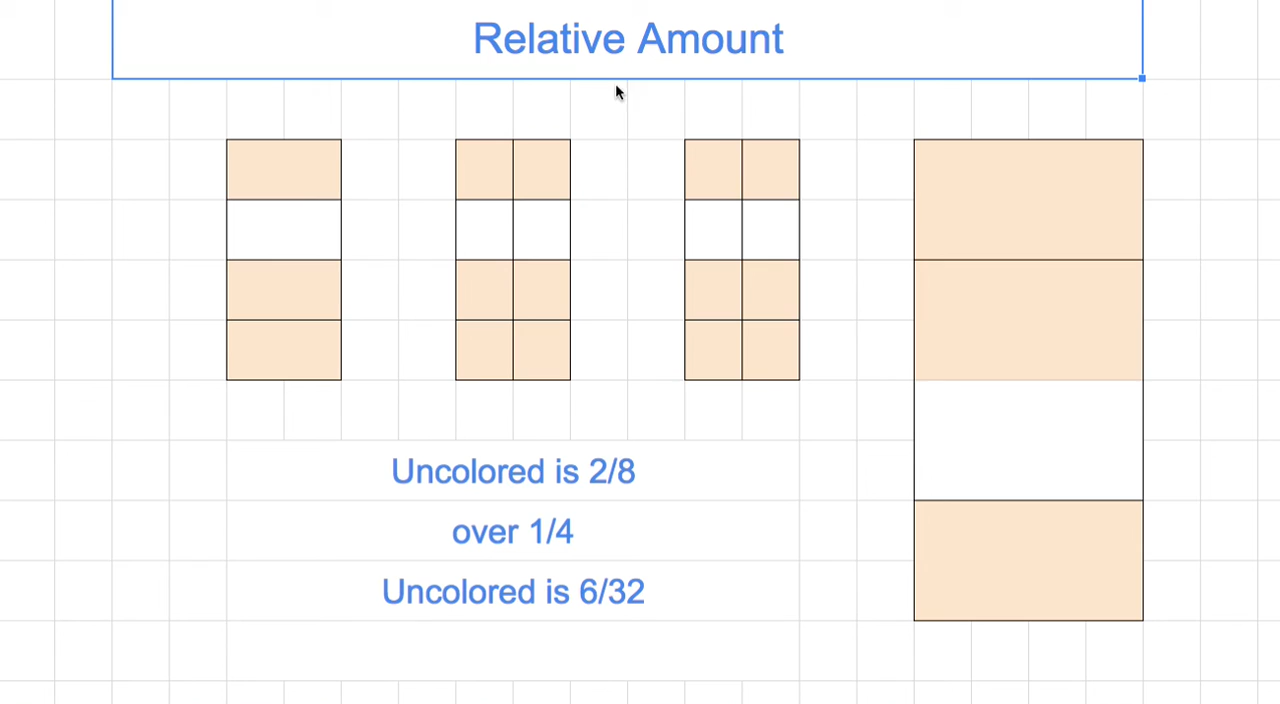 Relative Amount
Uncolored is 2/8
over 1/4
Uncolored is 6/32